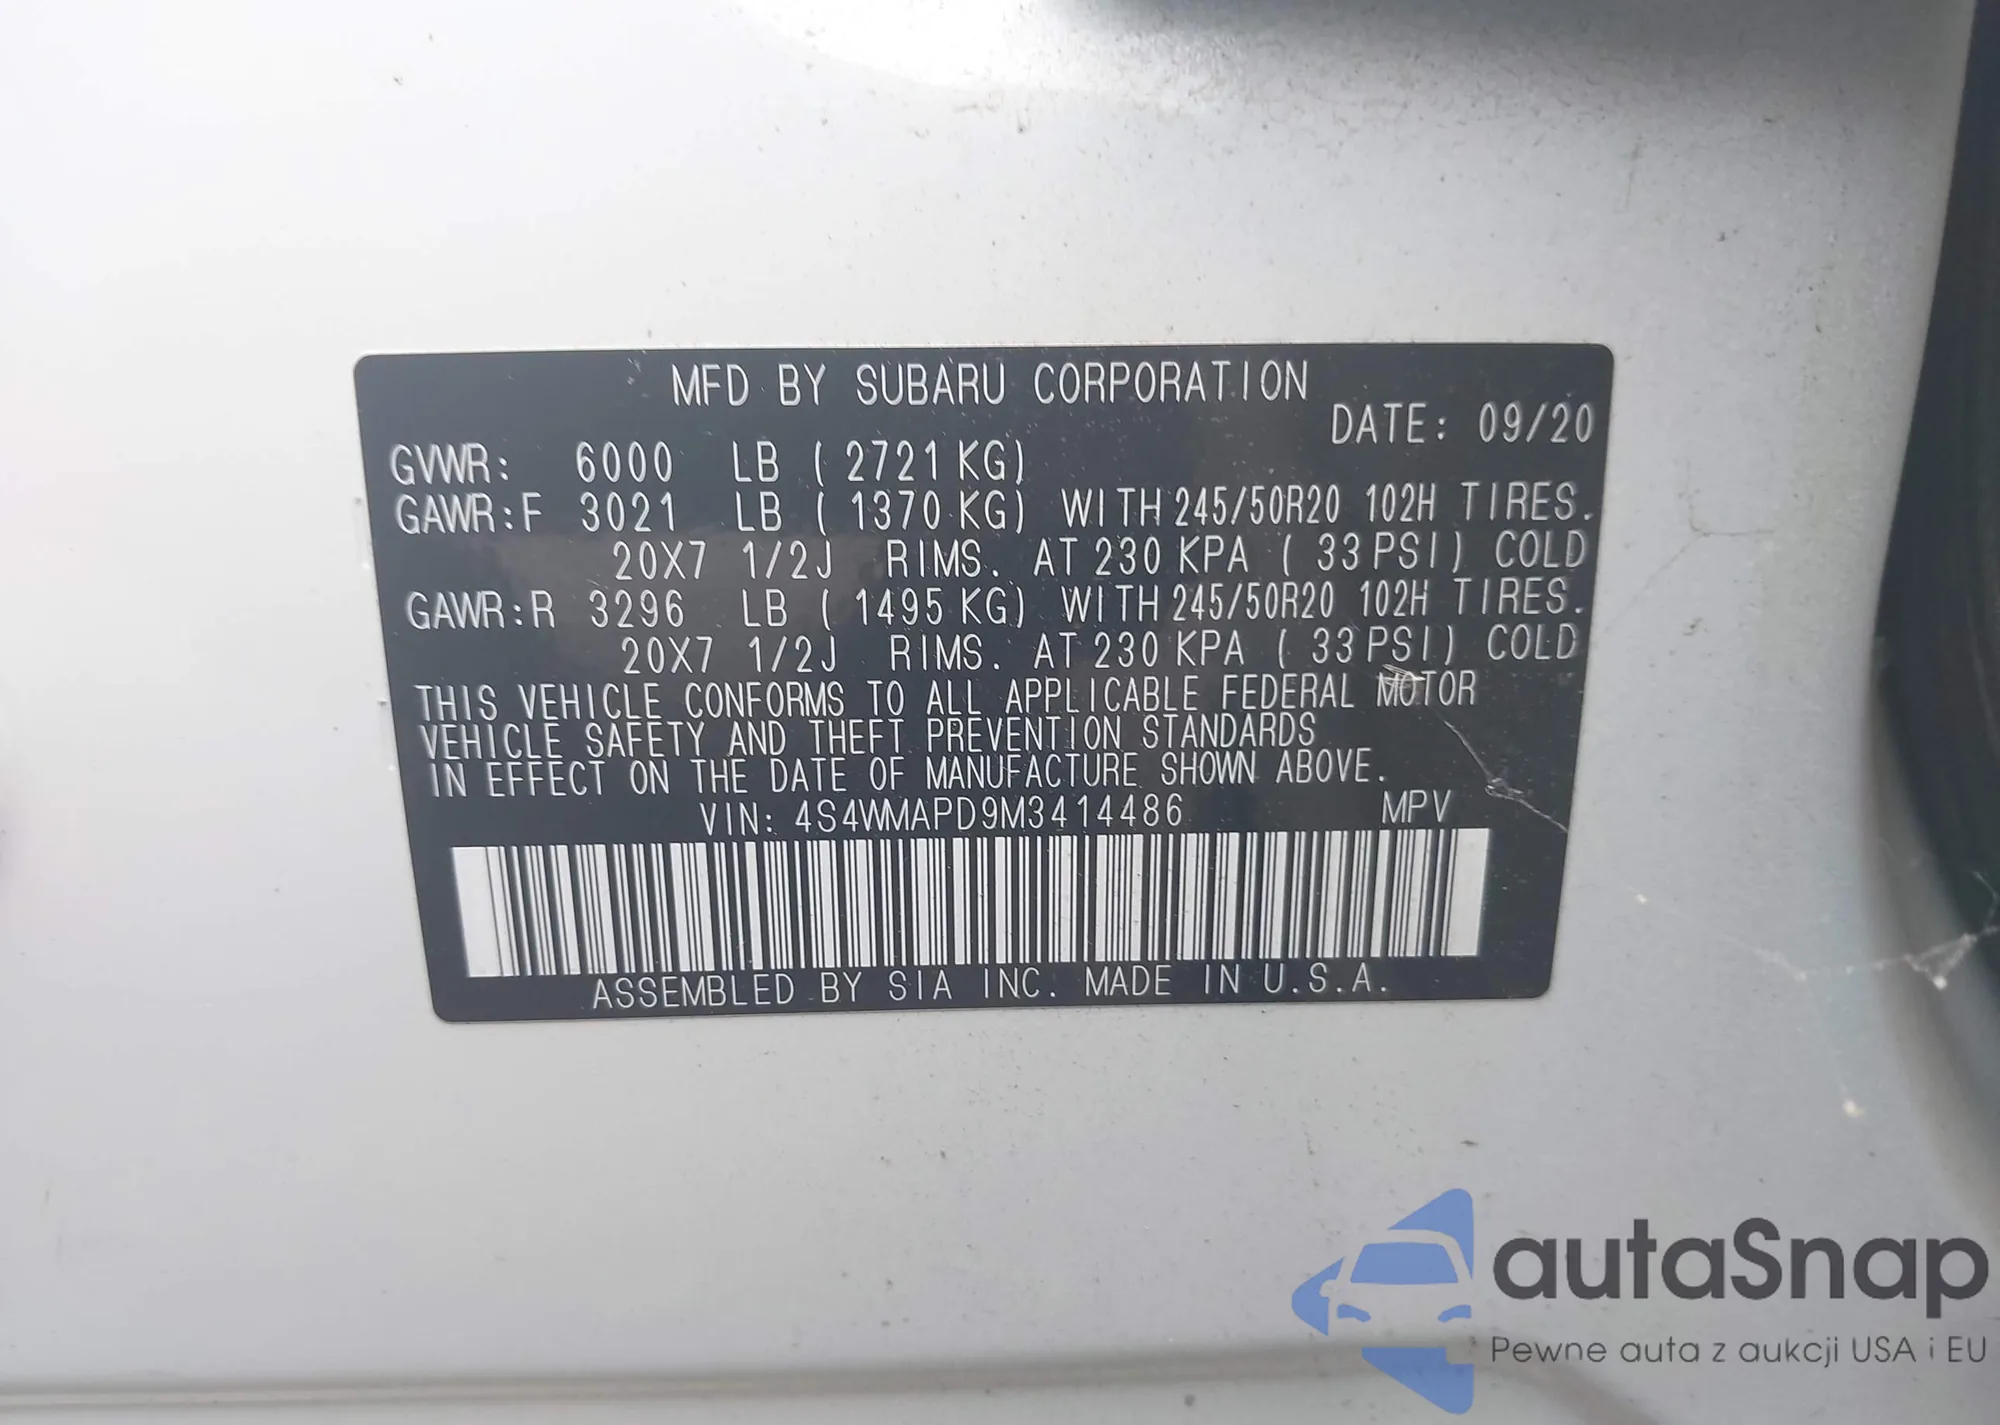 MFD BY SUBARU CORPORATION
DATE: 09/20
GVWR: 6000 LB ( 2721 KG)
GAWR:F 3021 LB ( 1370 KG) WITH 245/50R20 102H TIRES.
20X7 1/2J RIMS. AT 230 KPA ( 33 PSI) COLD
GAWR:R 3296 LB ( 1495 KG) WITH 245/50R20 102H TIRES.
20X7 1/2J RIMS. AT 230 KPA ( 33 PSI) COLD
THIS VEHICLE CONFORMS TO ALL APPLICABLE FEDERAL MOTOR
VEHICLE SAFETY AND THEFT PREVENTION STANDARDS
IN EFFECT ON THE DATE OF MANUFACTURE SHOWN ABOVE.
VIN: 4S4WMAPD9M3414486 MPV
ASSEMBLED BY SIA INC. MADE IN U.S.A.
autaSnap
Pewne auta z aukcji USA i EU